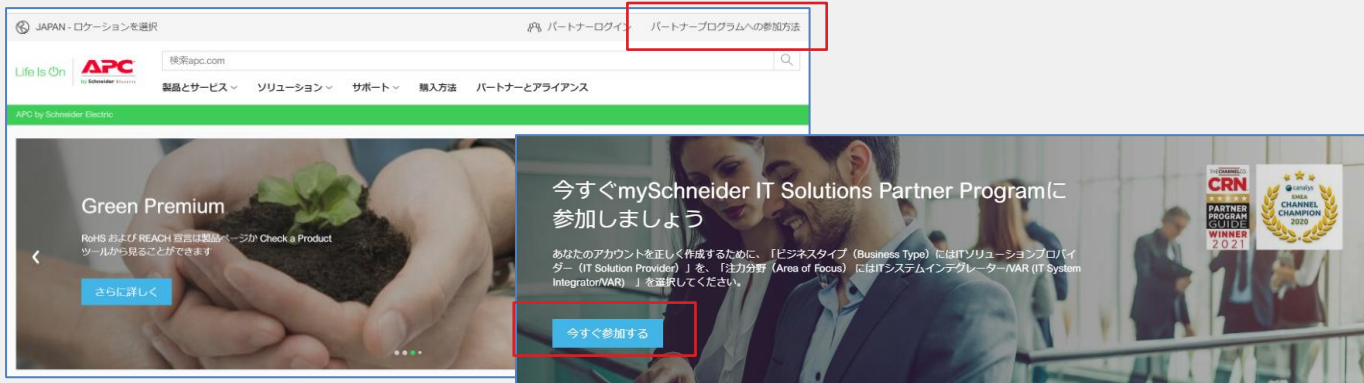 JAPAN - ロケーションを選択
パートナーログイン
パートナープログラムへの参加方法
Life Is On
APC
by Schneider Electric
検索apc.com
製品とサービス
ソリューション
サポート
購入方法
パートナーとアライアンス
APC by Schneider Electric
Green Premium
RoHS および REACH 宣言は製品ページか Check a Product
ツールから見ることができます
さらに詳しく
今すぐmySchneider IT Solutions Partner Programに
参加しましょう
あなたのアカウントを正しく作成するために、「ビジネスタイプ（Business Type）にはITソリューションプロバイ
ダー（IT Solution Provider）」を、「注力分野（Area of Focus） にはITシステムインテグレーター/VAR (IT System
Integrator/VAR) 」を選択してください。
今すぐ参加する
THE CHANNEL CO.
CRN
PARTNER
PROGRAM
GUIDE
WINNER
2021
canalys
EMEA
CHANNEL
CHAMPION
2020